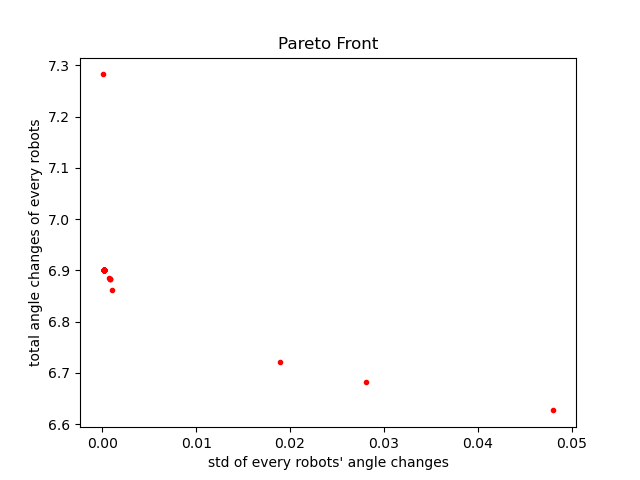 Pareto Front
total angle changes of every robots
7.3
7.2
7.1
7.0
6.9
6.8
6.7
6.6
0.00 0.01 0.02 0.03 0.04 0.05
std of every robots' angle changes